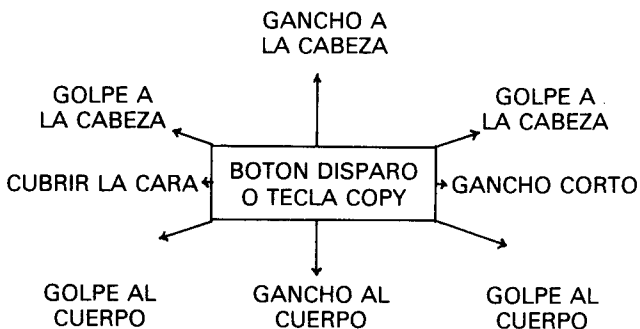 GANCHO A
LA CABEZA
GOLPE A
LA CABEZA
GOLPE A
LA CABEZA
CUBRIR LA CARA
BOTON DISPARO
O TECLA COPY
GANCHO CORTO
GOLPE AL
CUERPO
GANCHO AL
CUERPO
GOLPE AL
CUERPO